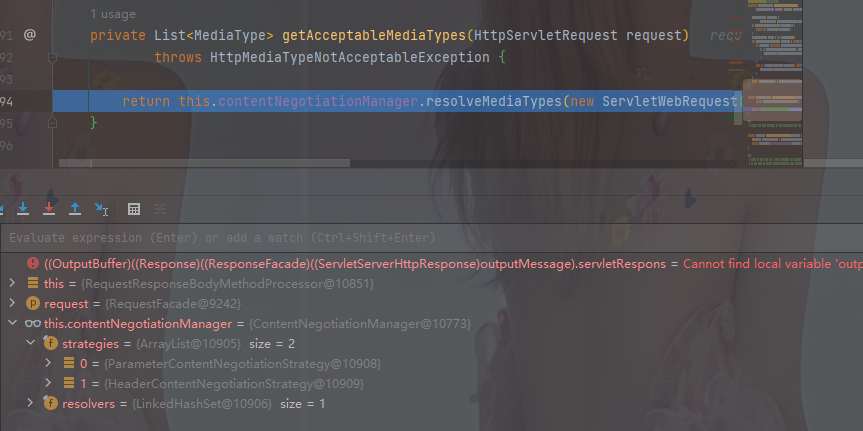 1 usage
91 @ private List<MediaType> getAcceptableMediaTypes(HttpServletRequest request) requ
92 throws HttpMediaTypeNotAcceptableException {
93
94 return this.contentNegotiationManager.resolveMediaTypes(new ServletWebRequest
95 }
96
Evaluate expression (Enter) or add a watch (Ctrl+Shift+Enter)
((OutputBuffer)((Response)((ResponseFacade)((ServletServerHttpResponse)outputMessage).servletRespons = Cannot find local variable 'outp
this = {RequestResponseBodyMethodProcessor@10851}
request = {RequestFacade@9242}
this.contentNegotiationManager = {ContentNegotiationManager@10773}
strategies = {ArrayList@10905} size = 2
0 = {ParameterContentNegotiationStrategy@10908}
1 = {HeaderContentNegotiationStrategy@10909}
resolvers = {LinkedHashSet@10906} size = 1